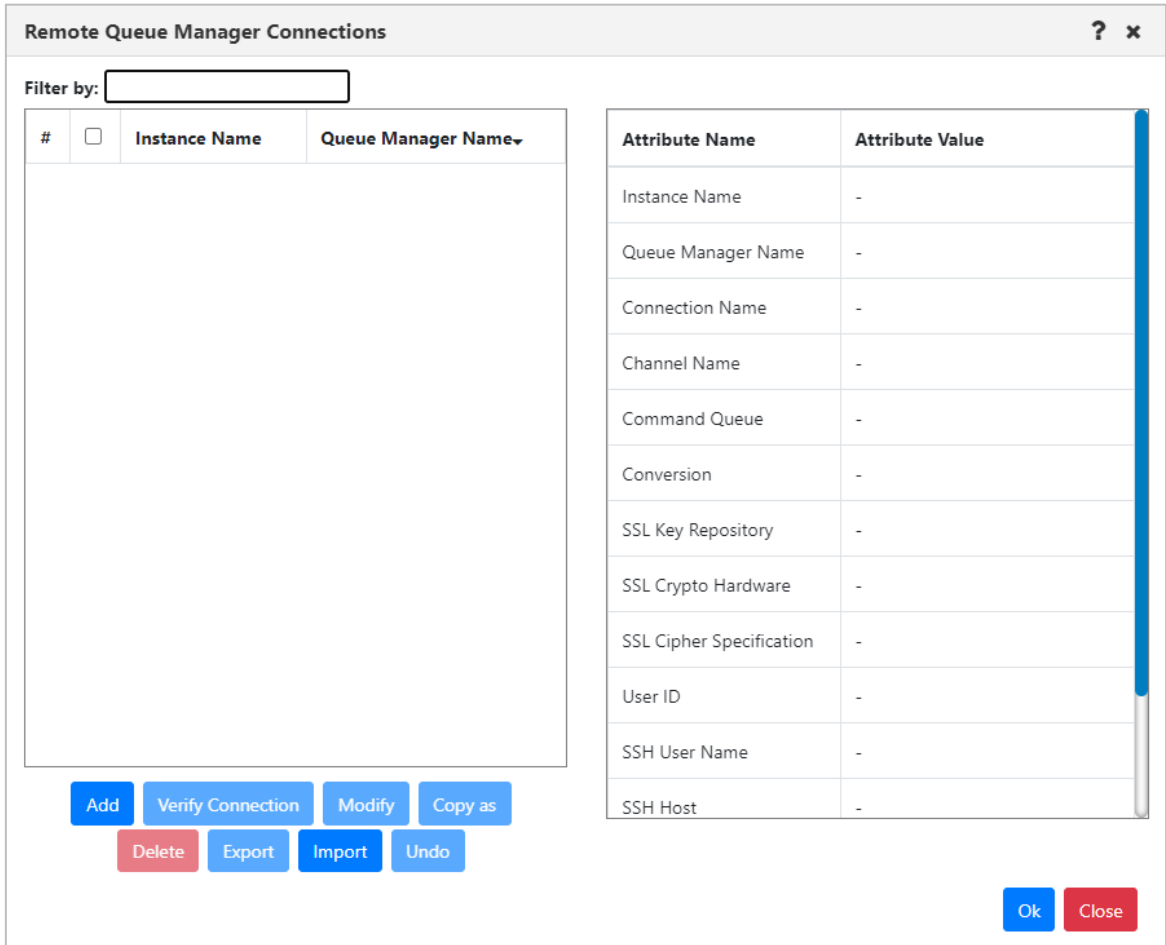 Remote Queue Manager Connections ? ×
Filter by:
# Instance Name Queue Manager Name
Attribute Name Attribute Value
Instance Name -
Queue Manager Name -
Connection Name -
Channel Name -
Command Queue -
Conversion -
SSL Key Repository -
SSL Crypto Hardware -
SSL Cipher Specification -
User ID -
SSH User Name -
SSH Host -
Add Verify Connection Modify Copy as
Delete Export Import Undo
Ok Close